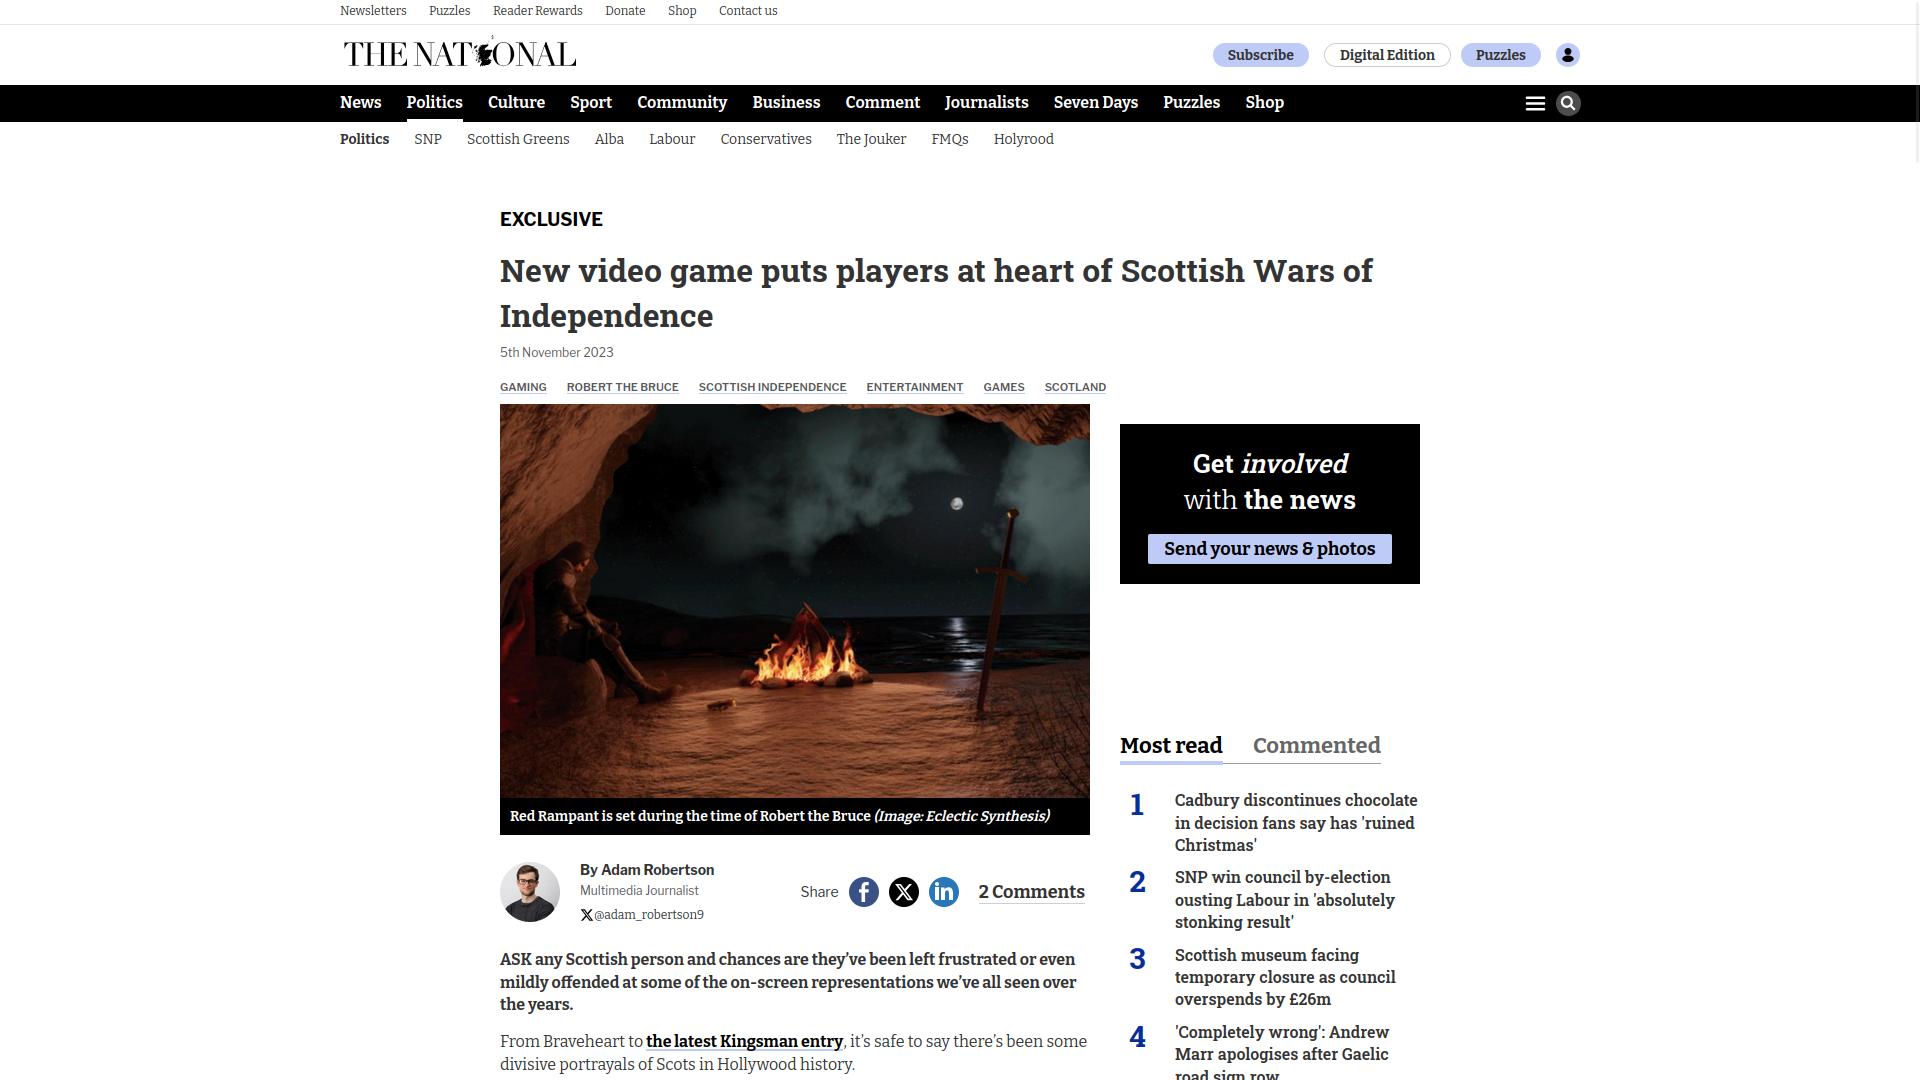 Newsletters Puzzles Reader Rewards Donate Shop Contact us
THE NATIONAL
Subscribe Digital Edition Puzzles
News Politics Culture Sport Community Business Comment Journalists Seven Days Puzzles Shop
Politics SNP Scottish Greens Alba Labour Conservatives The Jouker FMQs Holyrood
EXCLUSIVE
New video game puts players at heart of Scottish Wars of
Independence
5th November 2023
GAMING ROBERT THE BRUCE SCOTTISH INDEPENDENCE ENTERTAINMENT GAMES SCOTLAND
Red Rampant is set during the time of Robert the Bruce (Image: Eclectic Synthesis)
By Adam Robertson
Multimedia Journalist
@adam_robertson9
Share
2 Comments
ASK any Scottish person and chances are they’ve been left frustrated or even
mildly offended at some of the on-screen representations we’ve all seen over
the years.
From Braveheart to the latest Kingsman entry, it’s safe to say there’s been some
divisive portrayals of Scots in Hollywood history.
Get involved
with the news
Send your news & photos
Most read Commented
1 Cadbury discontinues chocolate
in decision fans say has 'ruined
Christmas'
2 SNP win council by-election
ousting Labour in 'absolutely
stonking result'
3 Scottish museum facing
temporary closure as council
overspends by £26m
4 'Completely wrong': Andrew
Marr apologises after Gaelic
road sign row